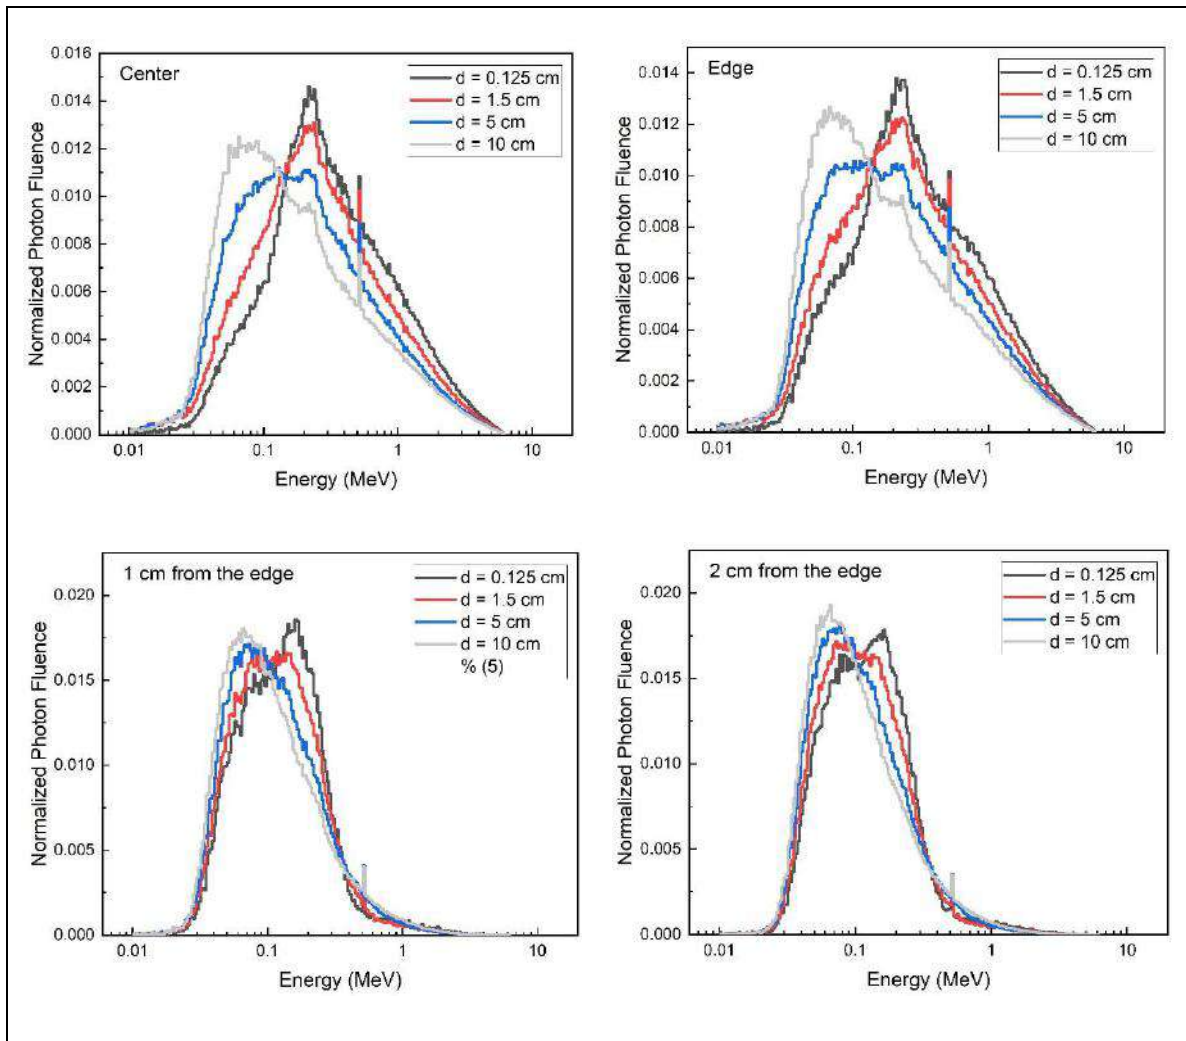 Center
d = 0.125 cm
d = 1.5 cm
d = 5 cm
d = 10 cm
Normalized Photon Fluence
0.016
0.014
0.012
0.010
0.008
0.006
0.004
0.002
0.000
0.01
0.1
1
10
Energy (MeV)
Edge
d = 0.125 cm
d = 1.5 cm
d = 5 cm
d = 10 cm
Normalized Photon Fluence
0.014
0.012
0.010
0.008
0.006
0.004
0.002
0.000
0.01
0.1
1
10
Energy (MeV)
1 cm from the edge
d = 0.125 cm
d = 1.5 cm
d = 5 cm
d = 10 cm
% (5)
Normalized Photon Fluence
0.020
0.015
0.010
0.005
0.000
0.01
0.1
1
10
Energy (MeV)
2 cm from the edge
d = 0.125 cm
d = 1.5 cm
d = 5 cm
d = 10 cm
Normalized Photon Fluence
0.020
0.015
0.010
0.005
0.000
0.01
0.1
1
10
Energy (MeV)